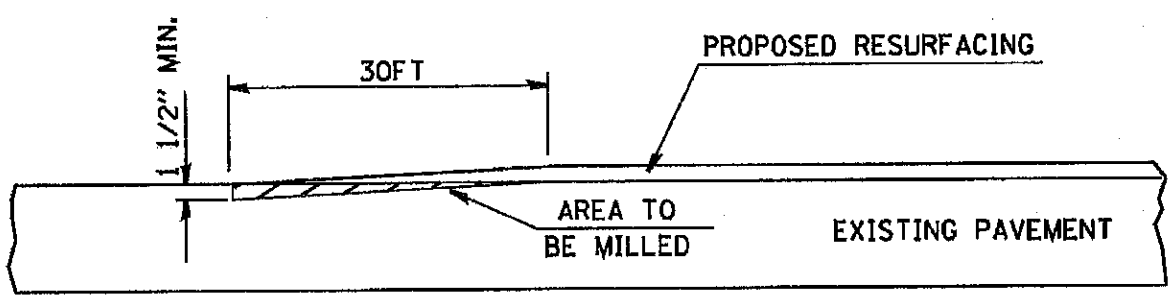 PROPOSED RESURFACING
30FT
1 1/2" MIN.
AREA TO
BE MILLED
EXISTING PAVEMENT